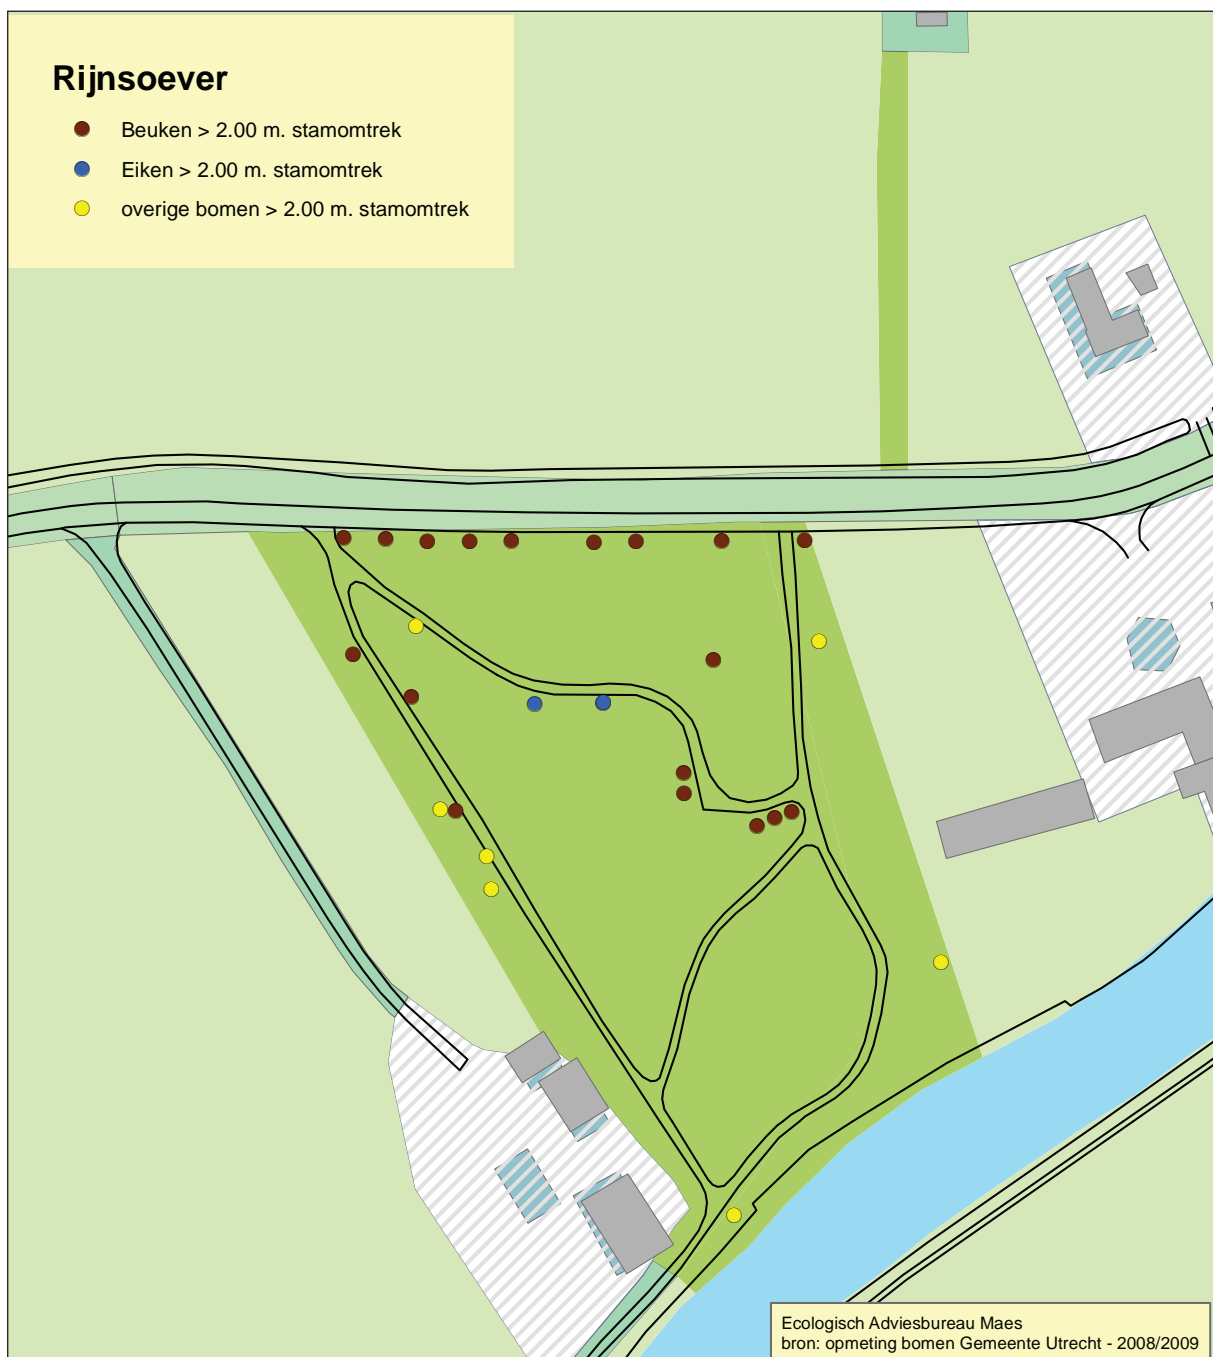 Rijnsoever
Beuken > 2.00 m. stamomtrek
Eiken > 2.00 m. stamomtrek
overige bomen > 2.00 m. stamomtrek
Ecologisch Adviesbureau Maes
bron: opmeting bomen Gemeente Utrecht - 2008/2009